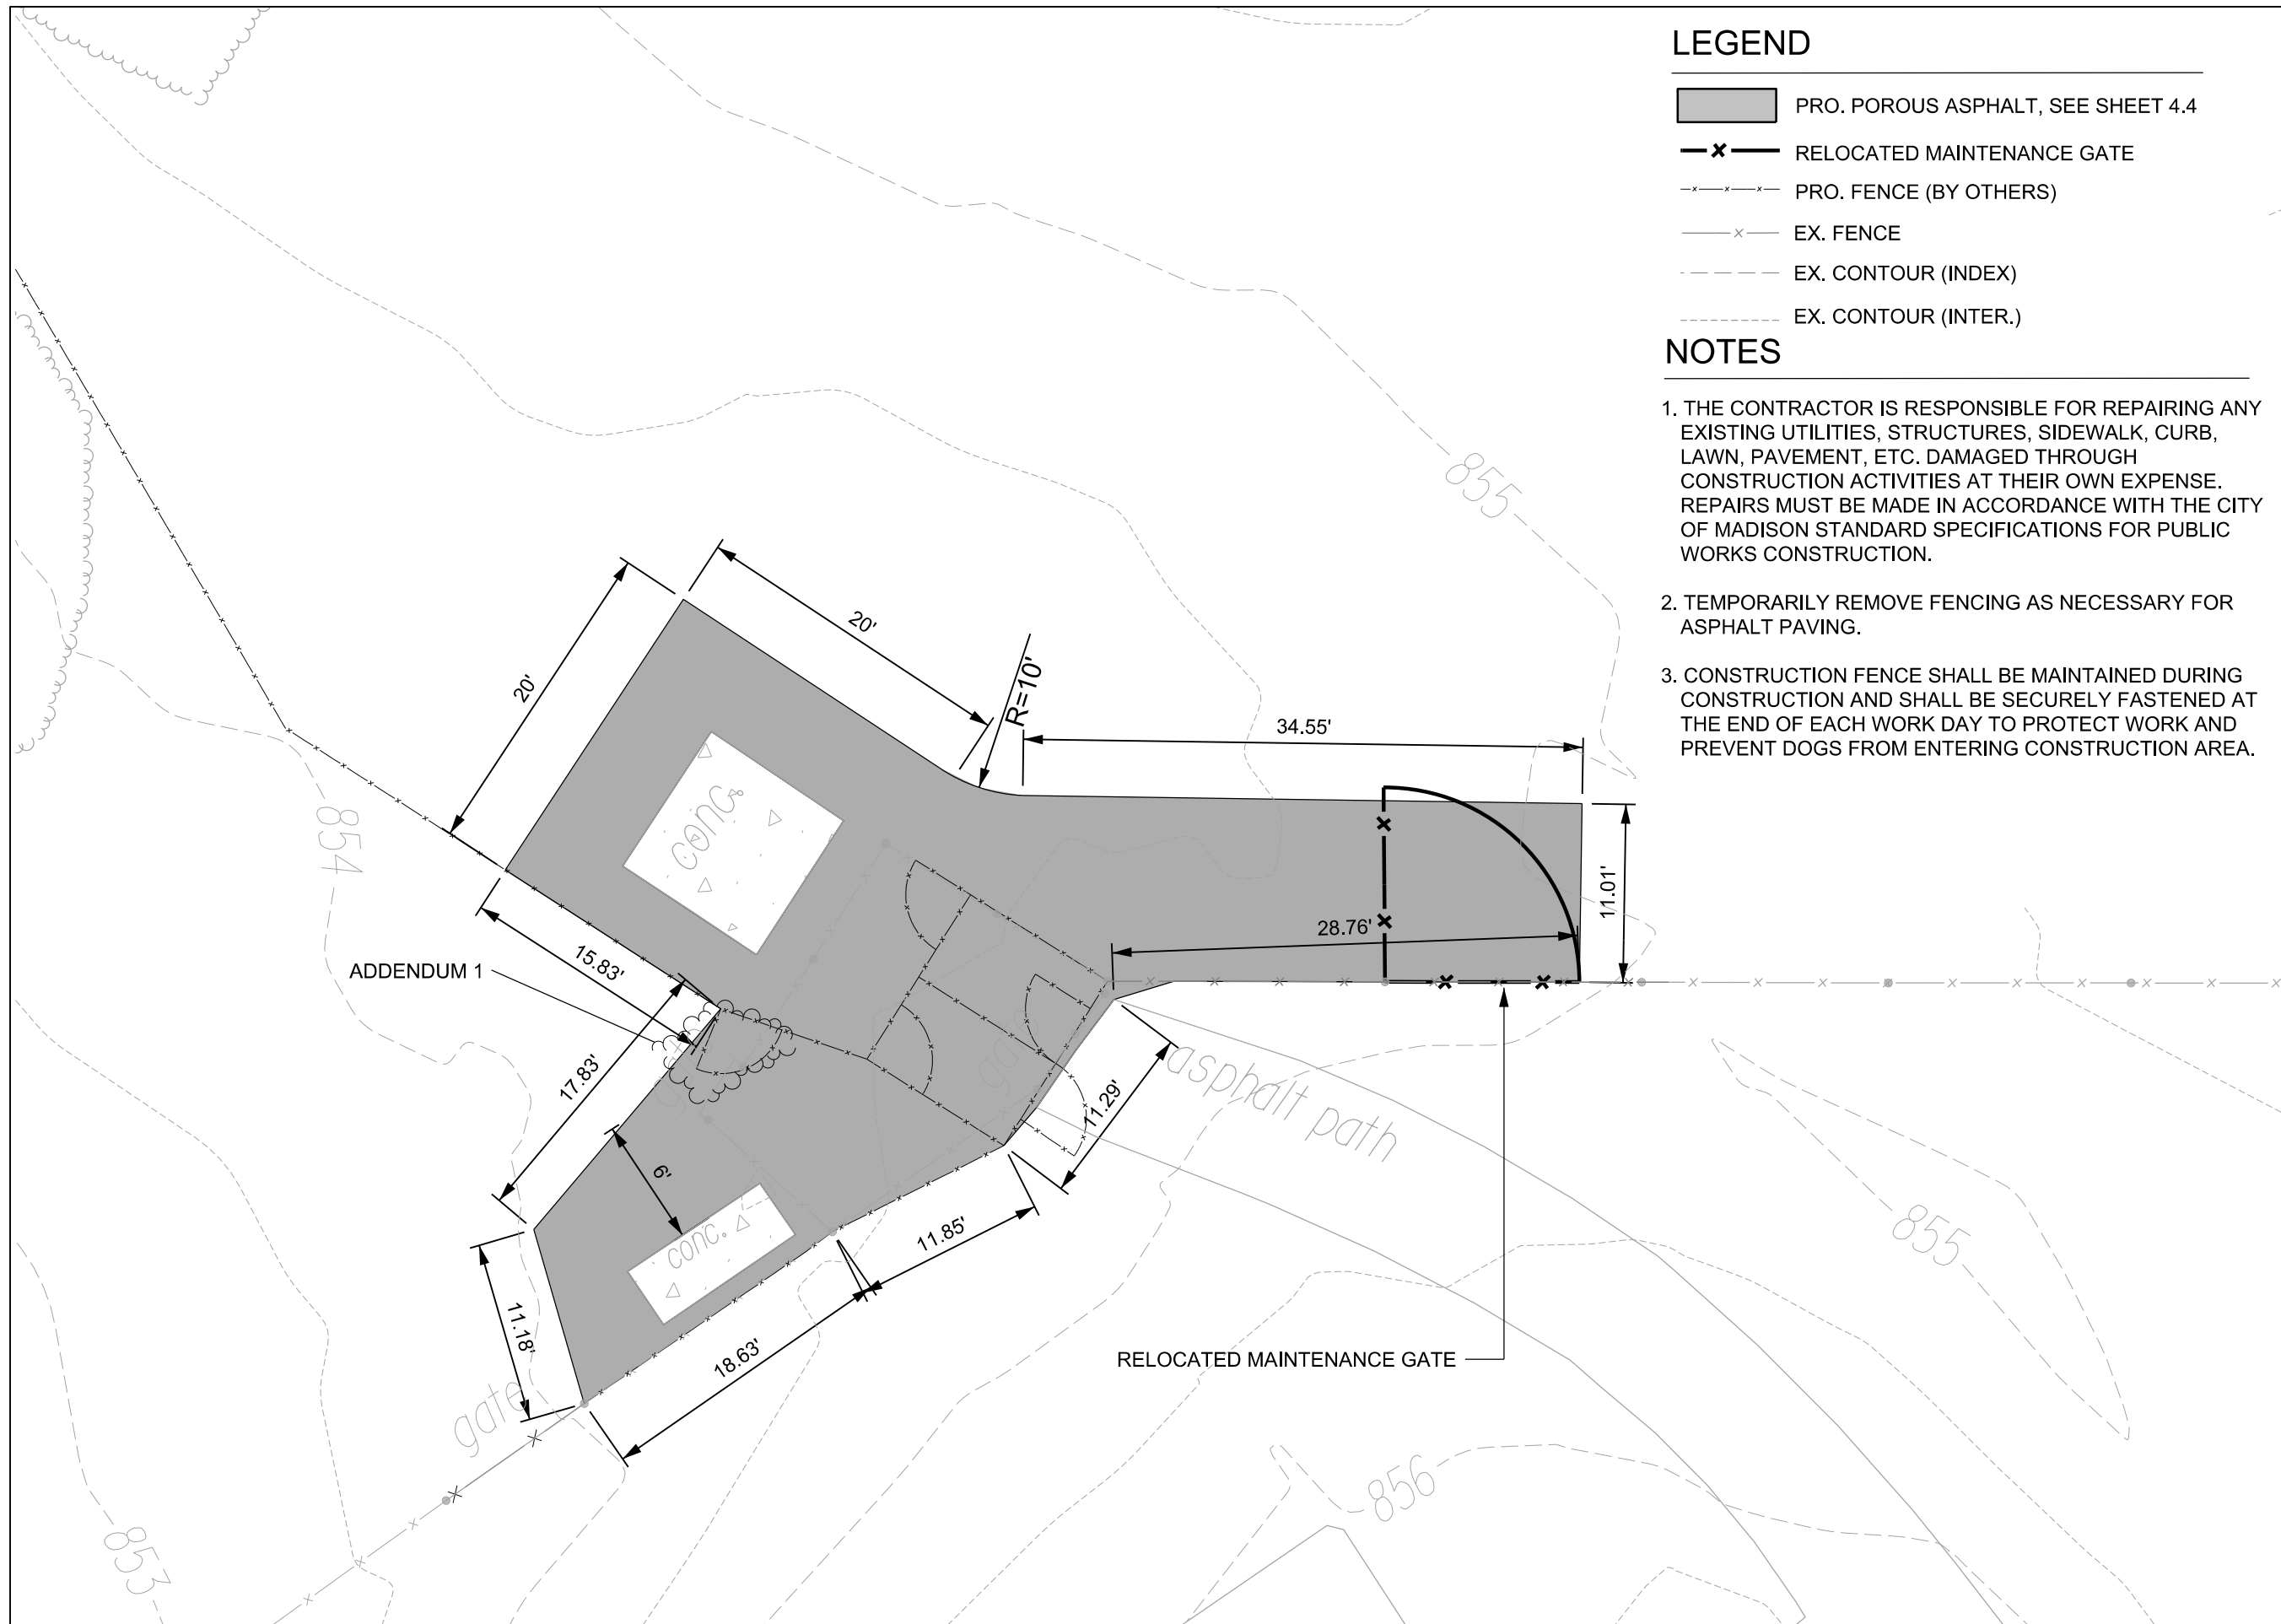 LEGEND
PRO. POROUS ASPHALT, SEE SHEET 4.4
RELOCATED MAINTENANCE GATE
PRO. FENCE (BY OTHERS)
EX. FENCE
EX. CONTOUR (INDEX)
EX. CONTOUR (INTER.)
NOTES
1. THE CONTRACTOR IS RESPONSIBLE FOR REPAIRING ANY
EXISTING UTILITIES, STRUCTURES, SIDEWALK, CURB,
LAWN, PAVEMENT, ETC. DAMAGED THROUGH
CONSTRUCTION ACTIVITIES AT THEIR OWN EXPENSE.
REPAIRS MUST BE MADE IN ACCORDANCE WITH THE CITY
OF MADISON STANDARD SPECIFICATIONS FOR PUBLIC
WORKS CONSTRUCTION.
2. TEMPORARILY REMOVE FENCING AS NECESSARY FOR
ASPHALT PAVING.
3. CONSTRUCTION FENCE SHALL BE MAINTAINED DURING
CONSTRUCTION AND SHALL BE SECURELY FASTENED AT
THE END OF EACH WORK DAY TO PROTECT WORK AND
PREVENT DOGS FROM ENTERING CONSTRUCTION AREA.
855
20'
20'
R=10'
34.55'
854
conc.
11.01'
28.76'
15.83'
ADDENDUM 1
17.83'
11.29'
asphalt path
6'
conc.
11.85'
855
11.18'
18.63'
RELOCATED MAINTENANCE GATE
gate
856
853